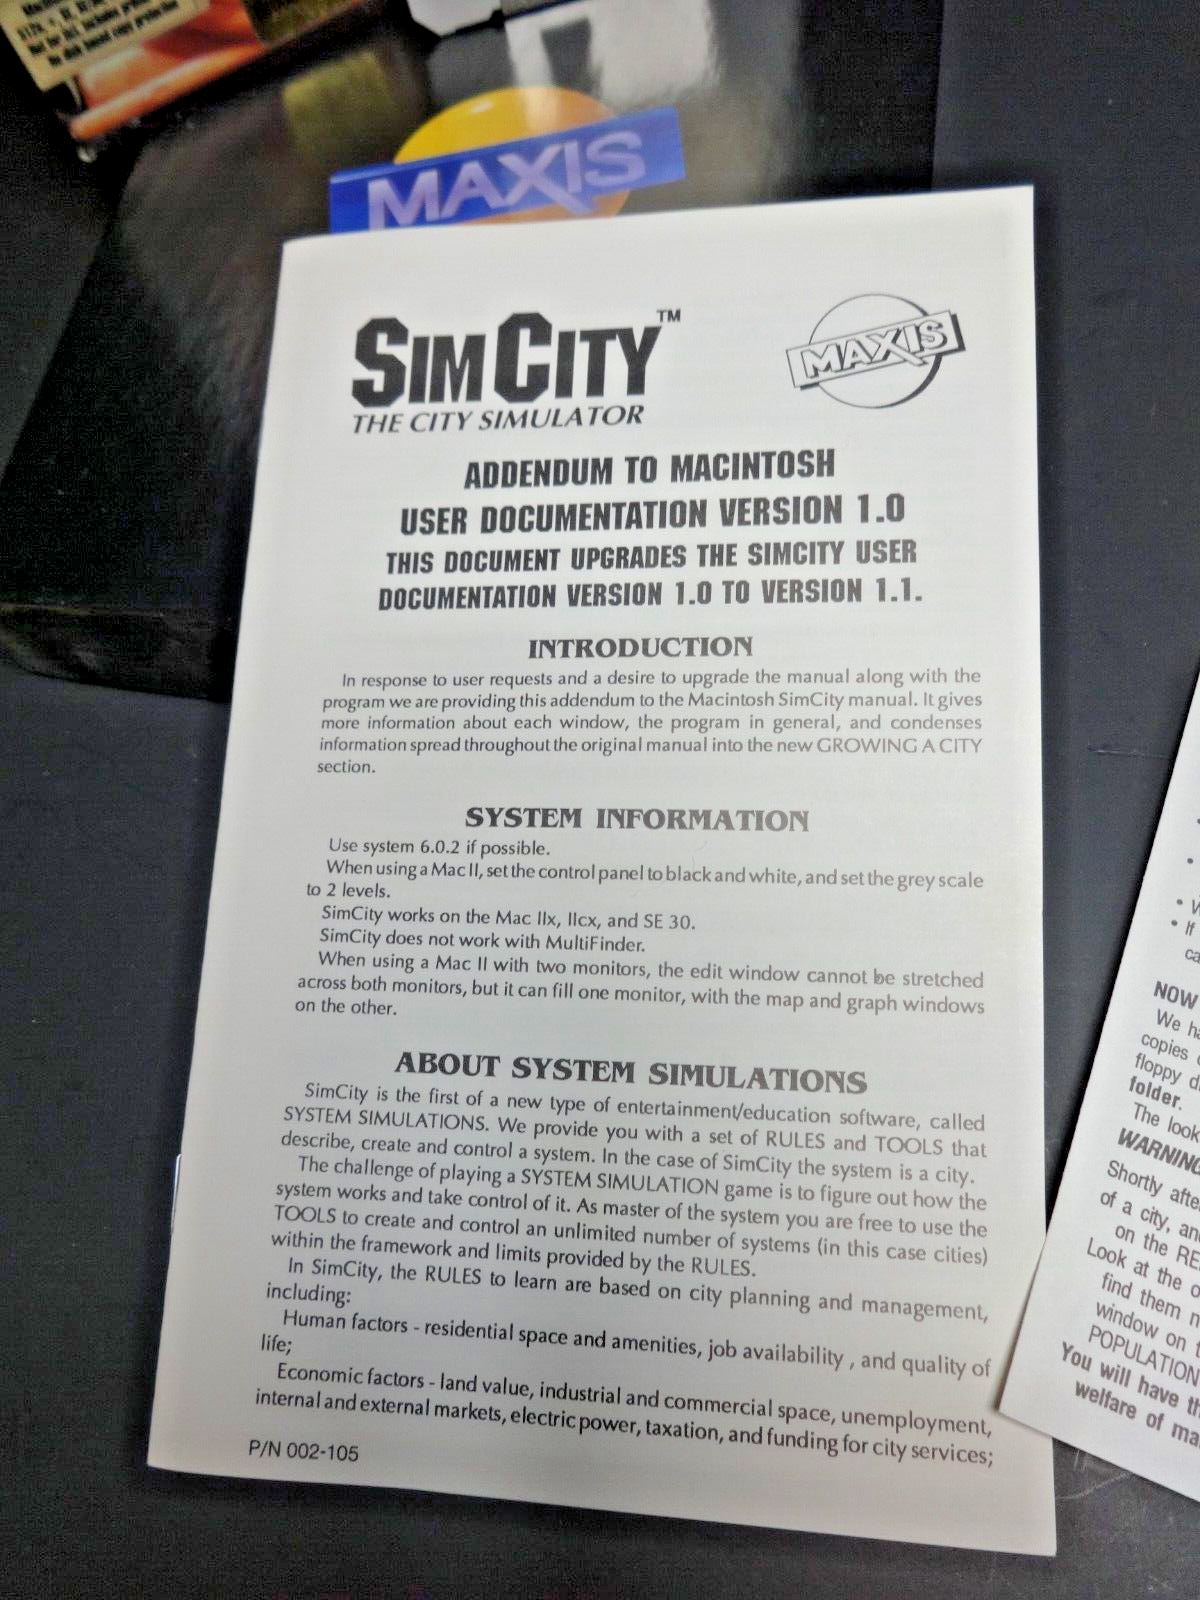 MAXIS
SIMCITY™
THE CITY SIMULATOR
MAXIS
ADDENDUM TO MACINTOSH
USER DOCUMENTATION VERSION 1.0
THIS DOCUMENT UPGRADES THE SIMCITY USER
DOCUMENTATION VERSION 1.0 TO VERSION 1.1.
INTRODUCTION
In response to user requests and a desire to upgrade the manual along with the
program we are providing this addendum to the Macintosh SimCity manual. It gives
more information about each window, the program in general, and condenses
information spread throughout the original manual into the new GROWING A CITY
section.
SYSTEM INFORMATION
Use system 6.0.2 if possible.
When using a Mac II, set the control panel to black and white, and set the grey scale
to 2 levels.
SimCity works on the Mac IIx, IIcx, and SE 30.
SimCity does not work with MultiFinder.
When using a Mac II with two monitors, the edit window cannot be stretched
across both monitors, but it can fill one monitor, with the map and graph windows
on the other.
ABOUT SYSTEM SIMULATIONS
SimCity is the first of a new type of entertainment/education software, called
SYSTEM SIMULATIONS. We provide you with a set of RULES and TOOLS that
describe, create and control a system. In the case of SimCity the system is a city.
The challenge of playing a SYSTEM SIMULATION game is to figure out how the
system works and take control of it. As master of the system you are free to use the
TOOLS to create and control an unlimited number of systems (in this case cities)
within the framework and limits provided by the RULES.
In SimCity, the RULES to learn are based on city planning and management,
including:
Human factors - residential space and amenities, job availability , and quality of
life;
Economic factors - land value, industrial and commercial space, unemployment,
internal and external markets, electric power, taxation, and funding for city services;
P/N 002-105
• If
NOW
We
copies
floppy
folder.
The look
WARNING
Shortly
of a city,
on the
Look at the
find them
window on
POPULATION
You will have
welfare of